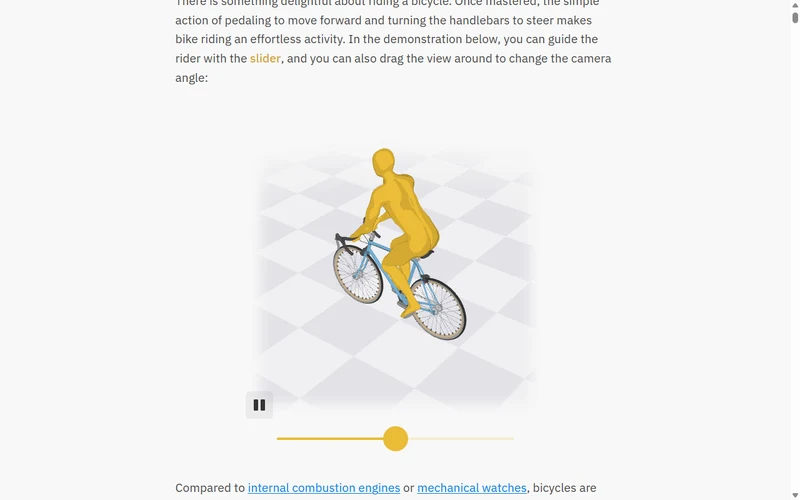 There is something delightful about riding a bicycle. Once mastered, the simple
action of pedaling to move forward and turning the handlebars to steer makes
bike riding an effortless activity. In the demonstration below, you can guide the
rider with the slider, and you can also drag the view around to change the camera
angle:
Compared to internal combustion engines or mechanical watches, bicycles are